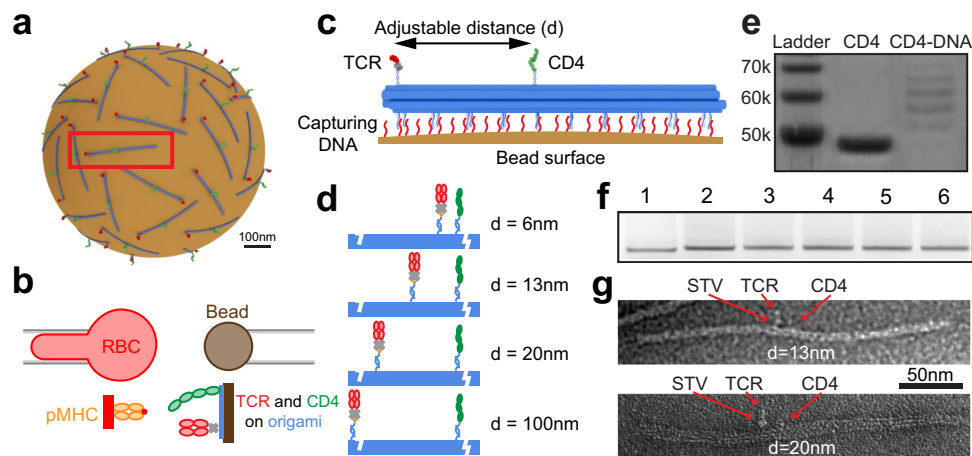 a
100nm
b
RBC
Bead
pMHC
TCR and CD4
on origami
c
Adjustable distance (d)
TCR
CD4
Capturing
DNA
Bead surface
d
d = 6nm
d = 13nm
d = 20nm
d = 100nm
e
Ladder CD4 CD4-DNA
70k
60k
50k
f
1 2 3 4 5 6
g
STV TCR CD4
d=13nm
50nm
STV TCR CD4
d=20nm